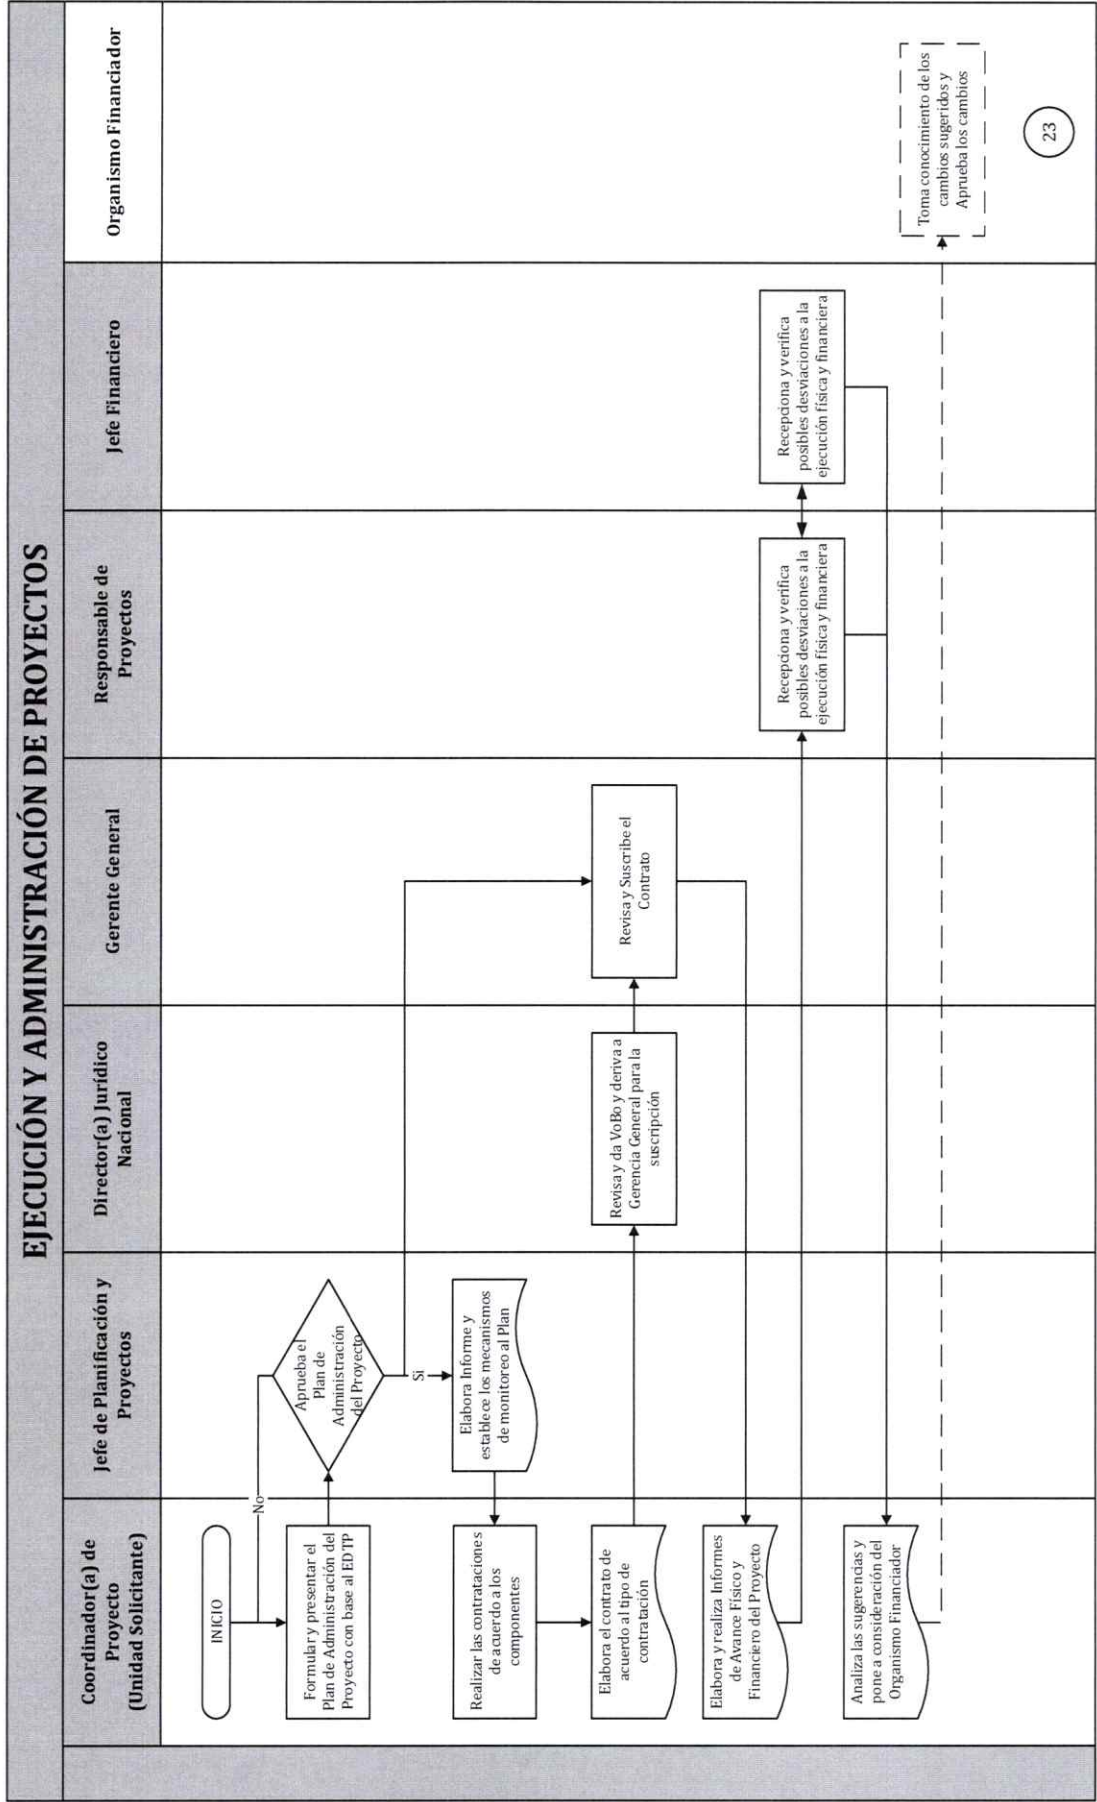 EJECUCIÓN Y ADMINISTRACIÓN DE PROYECTOS
Coordinador(a) de
Proyecto
(Unidad Solicitante)
Jefe de Planificación y
Proyectos
Director(a) Jurídico
Nacional
Gerente General
Responsable de
Proyectos
Jefe Financiero
Organismo Financiador
INICIO
No
Formular y presentar el
Plan de Administración del
Proyecto con base al EDTP
Aprueba el
Plan de
Administración
del Proyecto
Si
Elabora Informe y
establece los mecanismos
de monitoreo al Plan
Realizar las contrataciones
de acuerdo a los
componentes
Elabora el contrato de
acuerdo al tipo de
contratación
Revisa y da VoBo y deriva a
Gerencia General para la
suscripción
Revisa y Suscribe el
Contrato
Elabora y realiza Informes
de Avance Físico y
Financiero del Proyecto
Recepciona y verifica
posibles desviaciones a la
ejecución física y financiera
Recepciona y verifica
posibles desviaciones a la
ejecución física y financiera
Analiza las sugerencias y
pone a consideración del
Organismo Financiador
Toma conocimiento de los
cambios sugeridos y
Aprueba los cambios
23